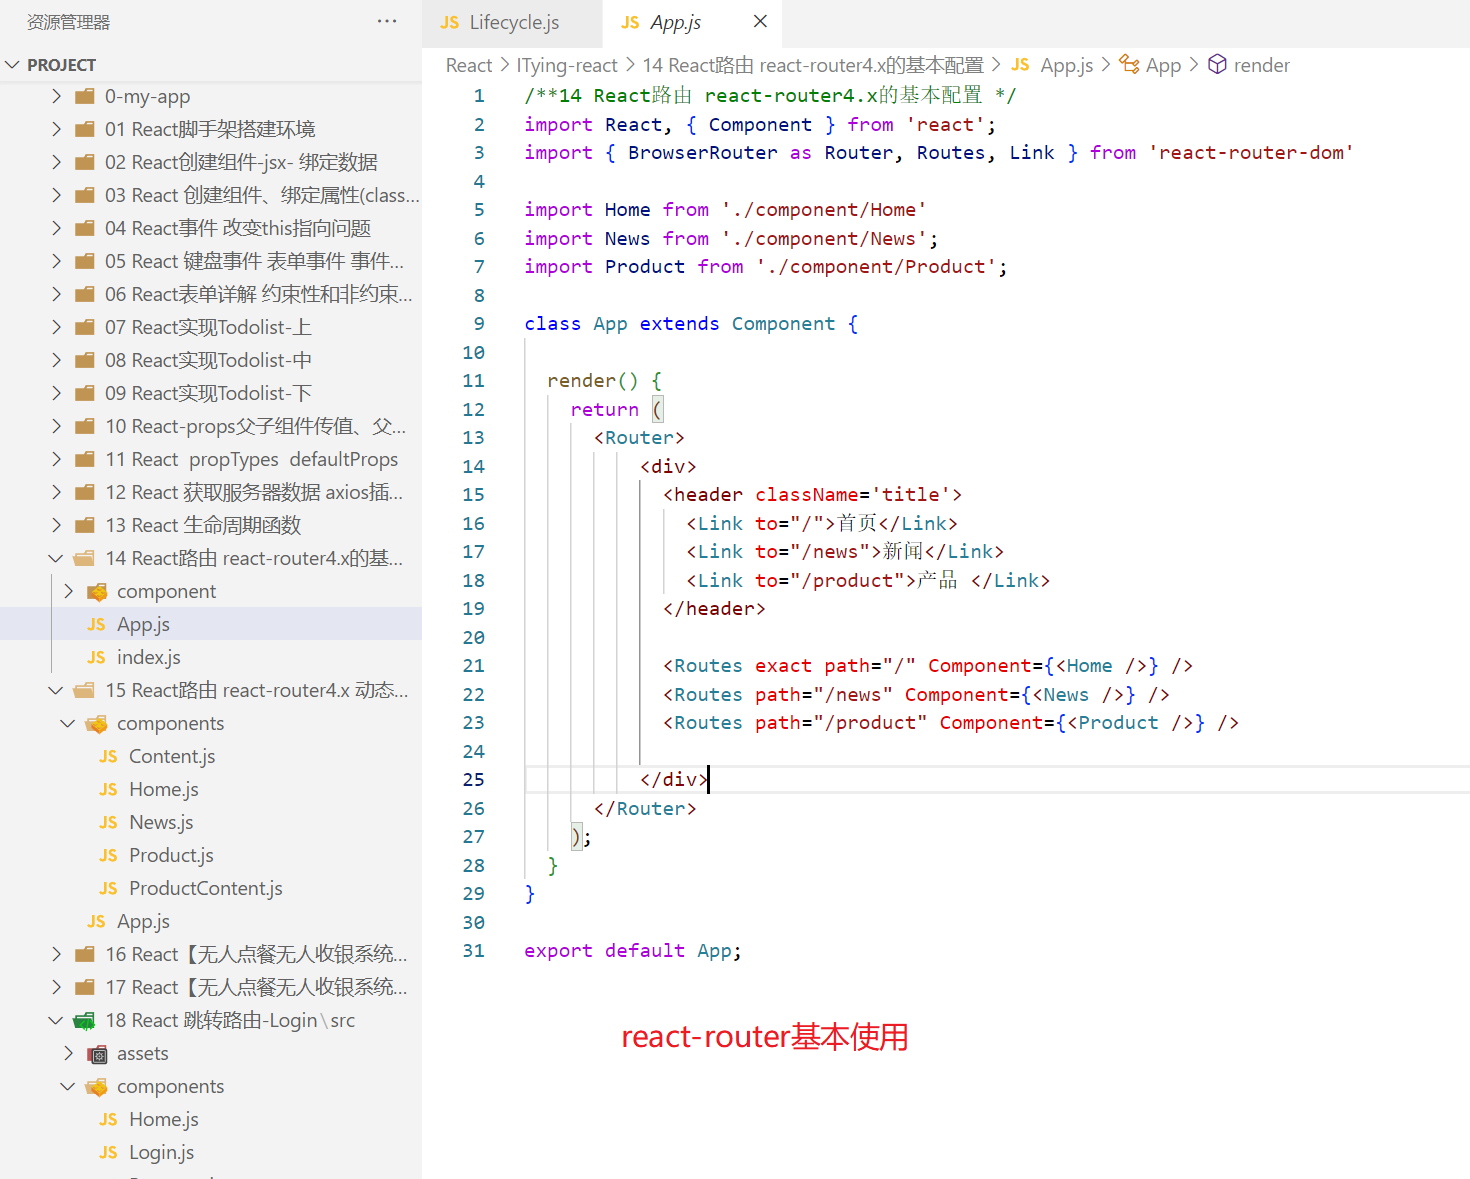 资源管理器 ···
JS Lifecycle.js
JS App.js
PROJECT
React > ITying-react > 14 React路由 react-router4.x的基本配置 > JS App.js > App > render
0-my-app
01 React脚手架搭建环境
02 React创建组件-jsx- 绑定数据
03 React 创建组件、绑定属性(class...
04 React事件 改变this指向问题
05 React 键盘事件 表单事件 事件...
06 React表单详解 约束性和非约束...
07 React实现Todolist-上
08 React实现Todolist-中
09 React实现Todolist-下
10 React-props父子组件传值、父...
11 React  propTypes  defaultProps
12 React 获取服务器数据 axios插...
13 React 生命周期函数
14 React路由 react-router4.x的基...
component
JS App.js
JS index.js
15 React路由 react-router4.x 动态...
components
JS Content.js
JS Home.js
JS News.js
JS Product.js
JS ProductContent.js
JS App.js
16 React【无人点餐无人收银系统...
17 React【无人点餐无人收银系统...
18 React 跳转路由-Login\src
assets
components
JS Home.js
JS Login.js
1 /**14 React路由 react-router4.x的基本配置 */
2 import React, { Component } from 'react';
3 import { BrowserRouter as Router, Routes, Link } from 'react-router-dom'
4
5 import Home from './component/Home'
6 import News from './component/News';
7 import Product from './component/Product';
8
9 class App extends Component {
10
11 render() {
12 return (
13 <Router>
14 <div>
15 <header className='title'>
16 <Link to="/">首页</Link>
17 <Link to="/news">新闻</Link>
18 <Link to="/product">产品 </Link>
19 </header>
20
21 <Routes exact path="/" Component={<Home />} />
22 <Routes path="/news" Component={<News />} />
23 <Routes path="/product" Component={<Product />} />
24
25 </div>
26 </Router>
27 );
28 }
29 }
30
31 export default App;
react-router基本使用